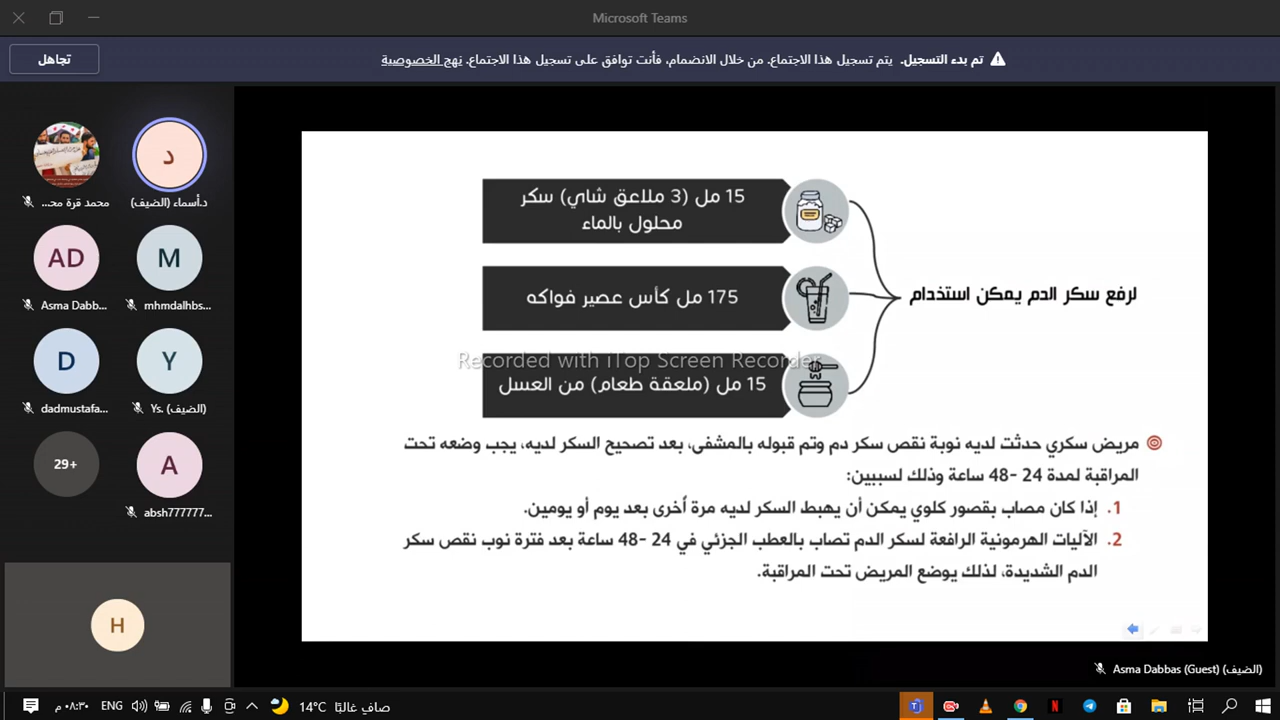 Microsoft Teams
تم بدء التسجيل. يتم تسجيل هذا الاجتماع. من خلال الانضمام، فأنت توافق على تسجيل هذا الاجتماع. نهج الخصوصية
تجاهل
د
د.أسماء (الضيف)
محمد قرة محـ...
M
mhmdalhbs...
AD
Asma Dabb...
Y
Ys. (الضيف)
D
dadmustafa...
A
absh777777...
29+
H
لرفع سكر الدم يمكن استخدام
15 مل (3 ملاعق شاي) سكر
محلول بالماء
175 مل كأس عصير فواكه
Recorded with iTop Screen Recorder
15 مل (ملعقة طعام) من العسل
مريض سكري حدثت لديه نوبة نقص سكر دم وتم قبوله بالمشفى، بعد تصحيح السكر لديه، يجب وضعه تحت
المراقبة لمدة 24 -48 ساعة وذلك لسببين:
1. إذا كان مصاب بقصور كلوي يمكن أن يهبط السكر لديه مرة أُخرى بعد يوم أو يومين.
2. الآليات الهرمونية الرافعة لسكر الدم تصاب بالعطب الجزئي في 24 -48 ساعة بعد فترة نوب نقص سكر
الدم الشديدة، لذلك يوضع المريض تحت المراقبة.
Asma Dabbas (Guest) (الضيف)
٠٨:٣٠ م
ENG
14°C صافٍ غالبًا